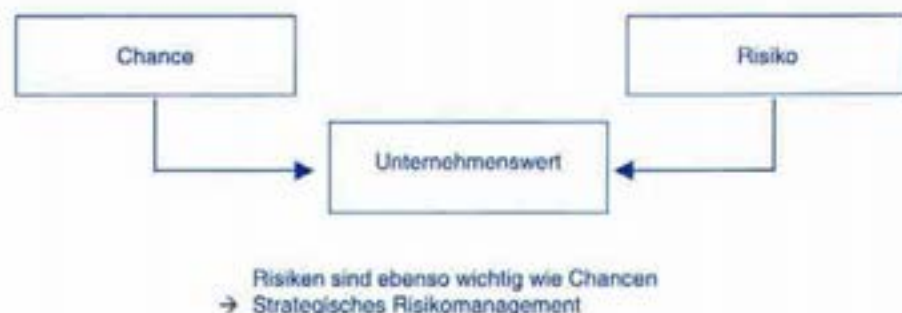 Chance
Risiko
Unternehmenswert
Risiken sind ebenso wichtig wie Chancen
→ Strategisches Risikomanagement